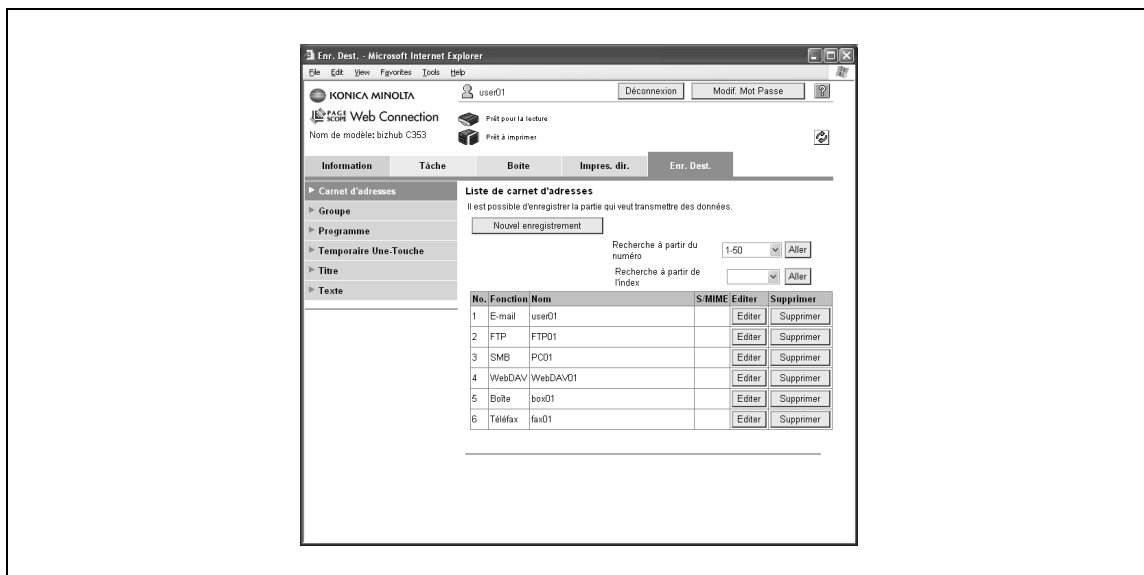 Enr. Dest. - Microsoft Internet Explorer
File Edit View Favorites Tools Help
KONICA MINOLTA
user01
Déconnexion
Modif. Mot Passe
?
PAGE SCOPE Web Connection
Prêt pour la lecture
Nom de modèle: bizhub C353
Prêt à imprimer
Information Tâche Boîte Impres. dir. Enr. Dest.
Carnet d'adresses
Groupe
Programme
Temporaire Une-Touche
Titre
Texte
Liste de carnet d'adresses
Il est possible d'enregistrer la partie qui veut transmettre des données.
Nouvel enregistrement
Recherche à partir du numéro
1-50
Aller
Recherche à partir de l'index
Aller
No. Fonction Nom S/MIME Editer Supprimer
1 E-mail user01 Editer Supprimer
2 FTP FTP01 Editer Supprimer
3 SMB PC01 Editer Supprimer
4 WebDAV WebDAV01 Editer Supprimer
5 Boîte box01 Editer Supprimer
6 Téléfax fax01 Editer Supprimer